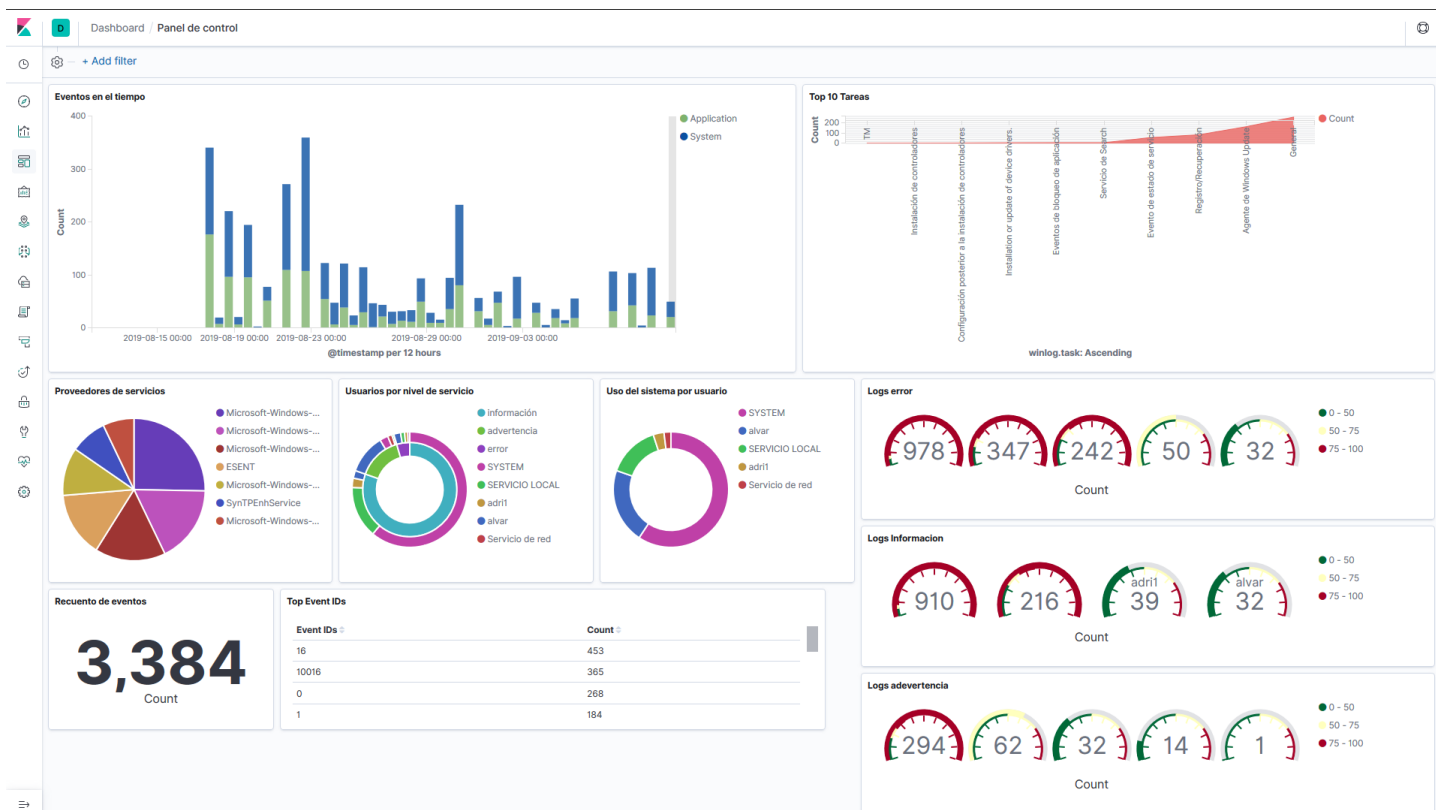 D Dashboard / Panel de control
+ Add filter
Eventos en el tiempo
400
300
200
100
0
Count
2019-08-15 00:00 2019-08-19 00:00 2019-08-23 00:00 2019-08-29 00:00 2019-09-03 00:00
@timestamp per 12 hours
Application
System
Top 10 Tareas
Count
200
100
0
TM
Instalación de controladores
Configuración posterior a la instalación de controladores
Installation or update of device drivers.
Eventos de bloqueo de aplicación
Servicio de Search
Evento de estado de servicio
Registro/Recuperación
Agente de Windows Update
General
winlog.task: Ascending
Count
Proveedores de servicios
Microsoft-Windows-...
Microsoft-Windows-...
Microsoft-Windows-...
ESENT
Microsoft-Windows-...
SynTPEnhService
Microsoft-Windows-...
Usuarios por nivel de servicio
información
advertencia
error
SYSTEM
SERVICIO LOCAL
adri1
alvar
Servicio de red
Uso del sistema por usuario
SYSTEM
alvar
SERVICIO LOCAL
adri1
Servicio de red
Logs error
978 347 242 50 32
Count
0 - 50
50 - 75
75 - 100
Logs Informacion
adri1 alvar
910 216 39 32
Count
0 - 50
50 - 75
75 - 100
Recuento de eventos
3,384
Count
Top Event IDs
Event IDs Count
16 453
10016 365
0 268
1 184
Logs adevertencia
294 62 32 14 1
Count
0 - 50
50 - 75
75 - 100